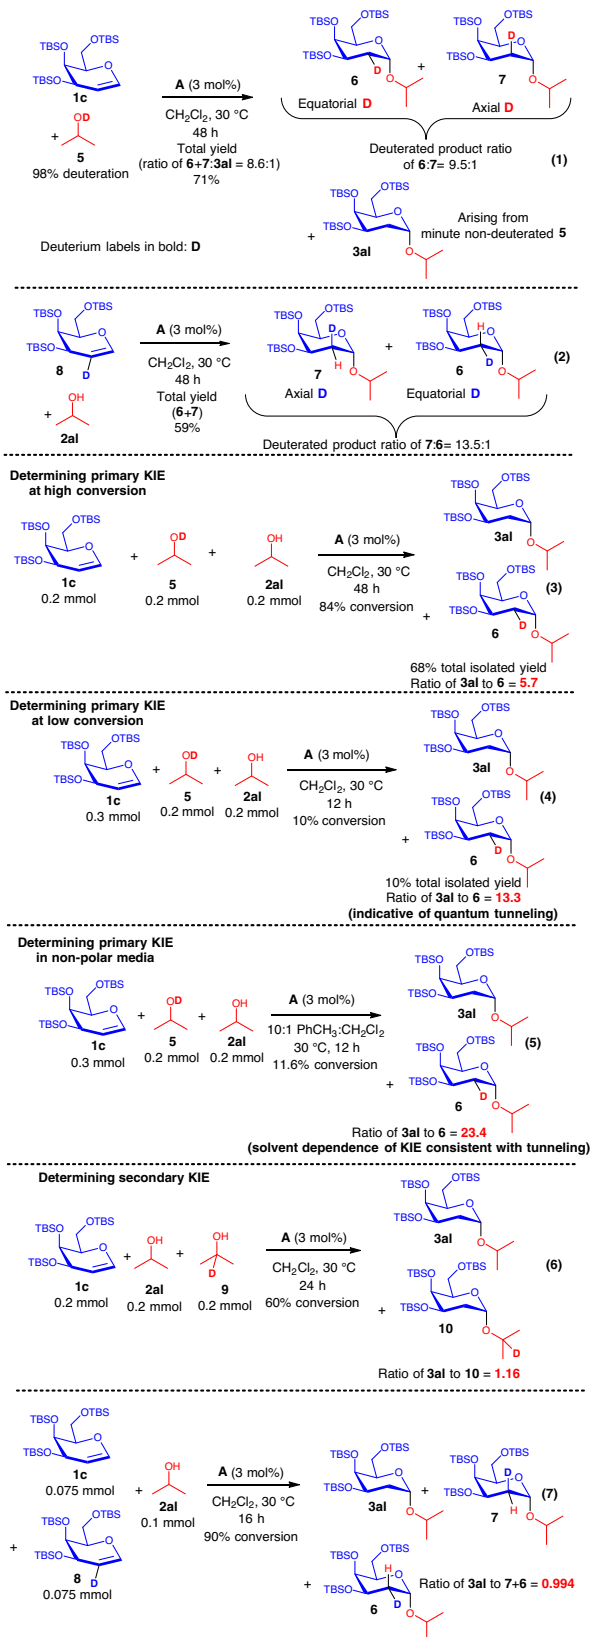 OTBS
TBSO
O
TBSO
1c
+
OD
5
98% deuteration
A (3 mol%)
CH2Cl2, 30 °C
48 h
Total yield
(ratio of 6+7:3al = 8.6:1)
71%
OTBS
TBSO
O
TBSO
D
6
O
Equatorial D
+
OTBS
TBSO
D
O
TBSO
7
O
Axial D
Deuterated product ratio
of 6:7= 9.5:1
(1)
Deuterium labels in bold: D
+
OTBS
TBSO
O
TBSO
3al
O
Arising from
minute non-deuterated 5
OTBS
TBSO
O
TBSO
8
D
+
OH
2al
A (3 mol%)
CH2Cl2, 30 °C
48 h
Total yield
(6+7)
59%
OTBS
TBSO
D
O
TBSO
H
7
O
Axial D
+
OTBS
TBSO
H
O
TBSO
D
6
O
Equatorial D
(2)
Deuterated product ratio of 7:6= 13.5:1
Determining primary KIE
at high conversion
OTBS
TBSO
O
TBSO
1c
0.2 mmol
+
OD
5
0.2 mmol
+
OH
2al
0.2 mmol
A (3 mol%)
CH2Cl2, 30 °C
48 h
84% conversion
OTBS
TBSO
O
TBSO
3al
O
+
OTBS
TBSO
O
TBSO
D
6
O
(3)
68% total isolated yield
Ratio of 3al to 6 = 5.7
Determining primary KIE
at low conversion
OTBS
TBSO
O
TBSO
1c
0.3 mmol
+
OD
5
0.2 mmol
+
OH
2al
0.2 mmol
A (3 mol%)
CH2Cl2, 30 °C
12 h
10% conversion
OTBS
TBSO
O
TBSO
3al
O
+
OTBS
TBSO
O
TBSO
D
6
O
(4)
10% total isolated yield
Ratio of 3al to 6 = 13.3
(indicative of quantum tunneling)
Determining primary KIE
in non-polar media
OTBS
TBSO
O
TBSO
1c
0.3 mmol
+
OD
5
0.2 mmol
+
OH
2al
0.2 mmol
A (3 mol%)
10:1 PhCH3:CH2Cl2
30 °C, 12 h
11.6% conversion
OTBS
TBSO
O
TBSO
3al
O
+
OTBS
TBSO
O
TBSO
D
6
O
(5)
Ratio of 3al to 6 = 23.4
(solvent dependence of KIE consistent with tunneling)
Determining secondary KIE
OTBS
TBSO
O
TBSO
1c
0.2 mmol
+
OH
2al
0.2 mmol
+
OH
D
9
0.2 mmol
A (3 mol%)
CH2Cl2, 30 °C
24 h
60% conversion
OTBS
TBSO
O
TBSO
3al
O
+
OTBS
TBSO
O
TBSO
10
O
D
(6)
Ratio of 3al to 10 = 1.16
OTBS
TBSO
O
TBSO
1c
0.075 mmol
+
OTBS
TBSO
O
TBSO
8
D
0.075 mmol
+
OH
2al
0.1 mmol
A (3 mol%)
CH2Cl2, 30 °C
16 h
90% conversion
OTBS
TBSO
O
TBSO
3al
O
+
OTBS
TBSO
D
O
TBSO
H
7
O
(7)
+
OTBS
TBSO
H
O
TBSO
D
6
O
Ratio of 3al to 7+6 = 0.994